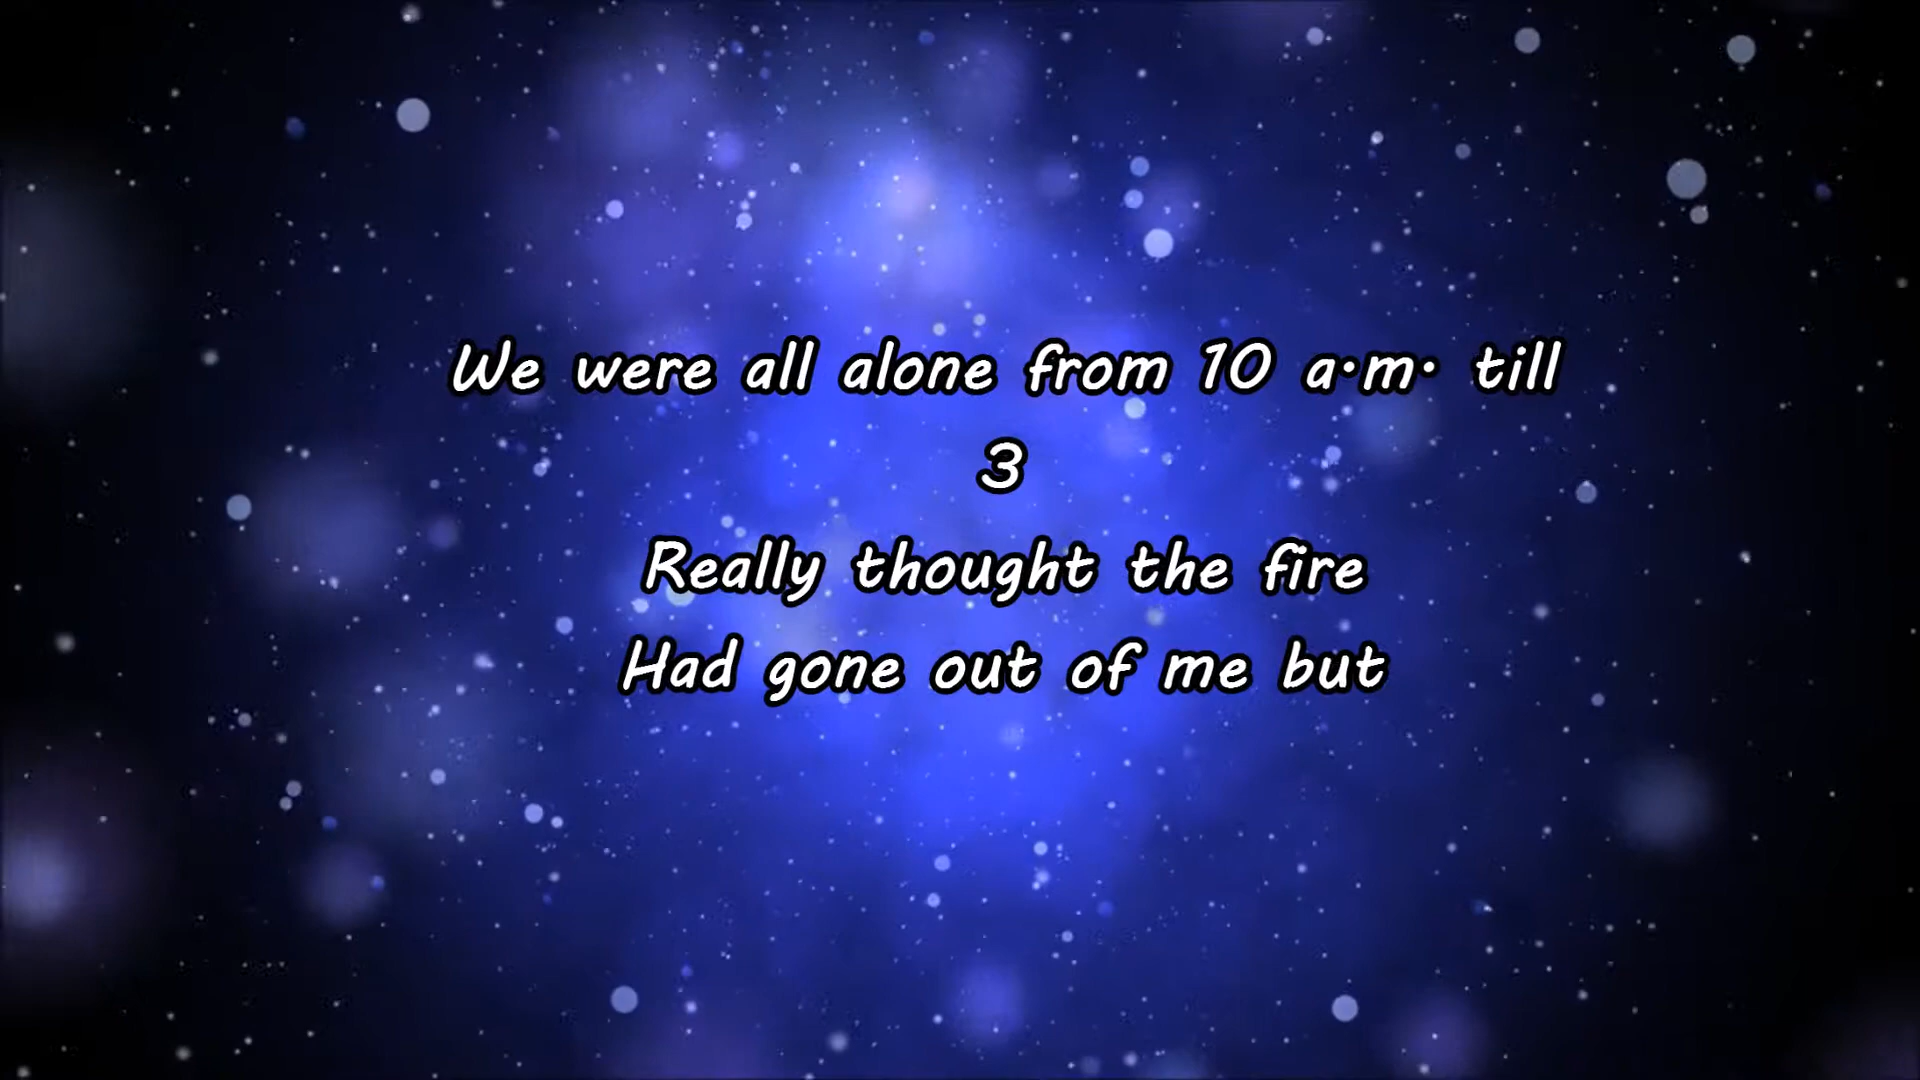 We were all alone from 10 a.m. till
3
Really thought the fire
Had gone out of me but